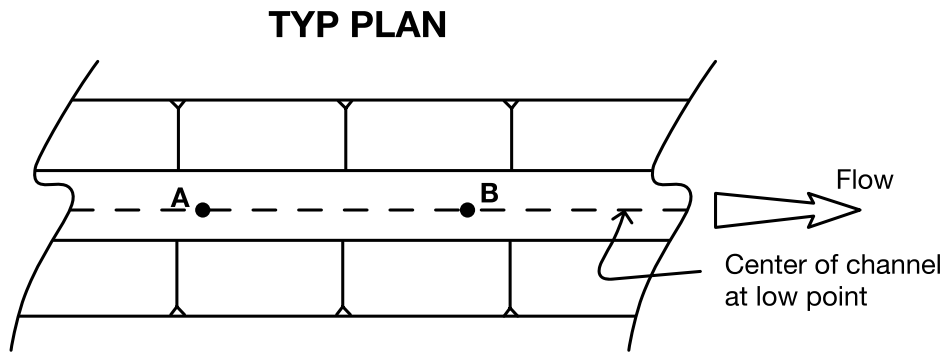 TYP PLAN
A
B
Flow
Center of channel
at low point